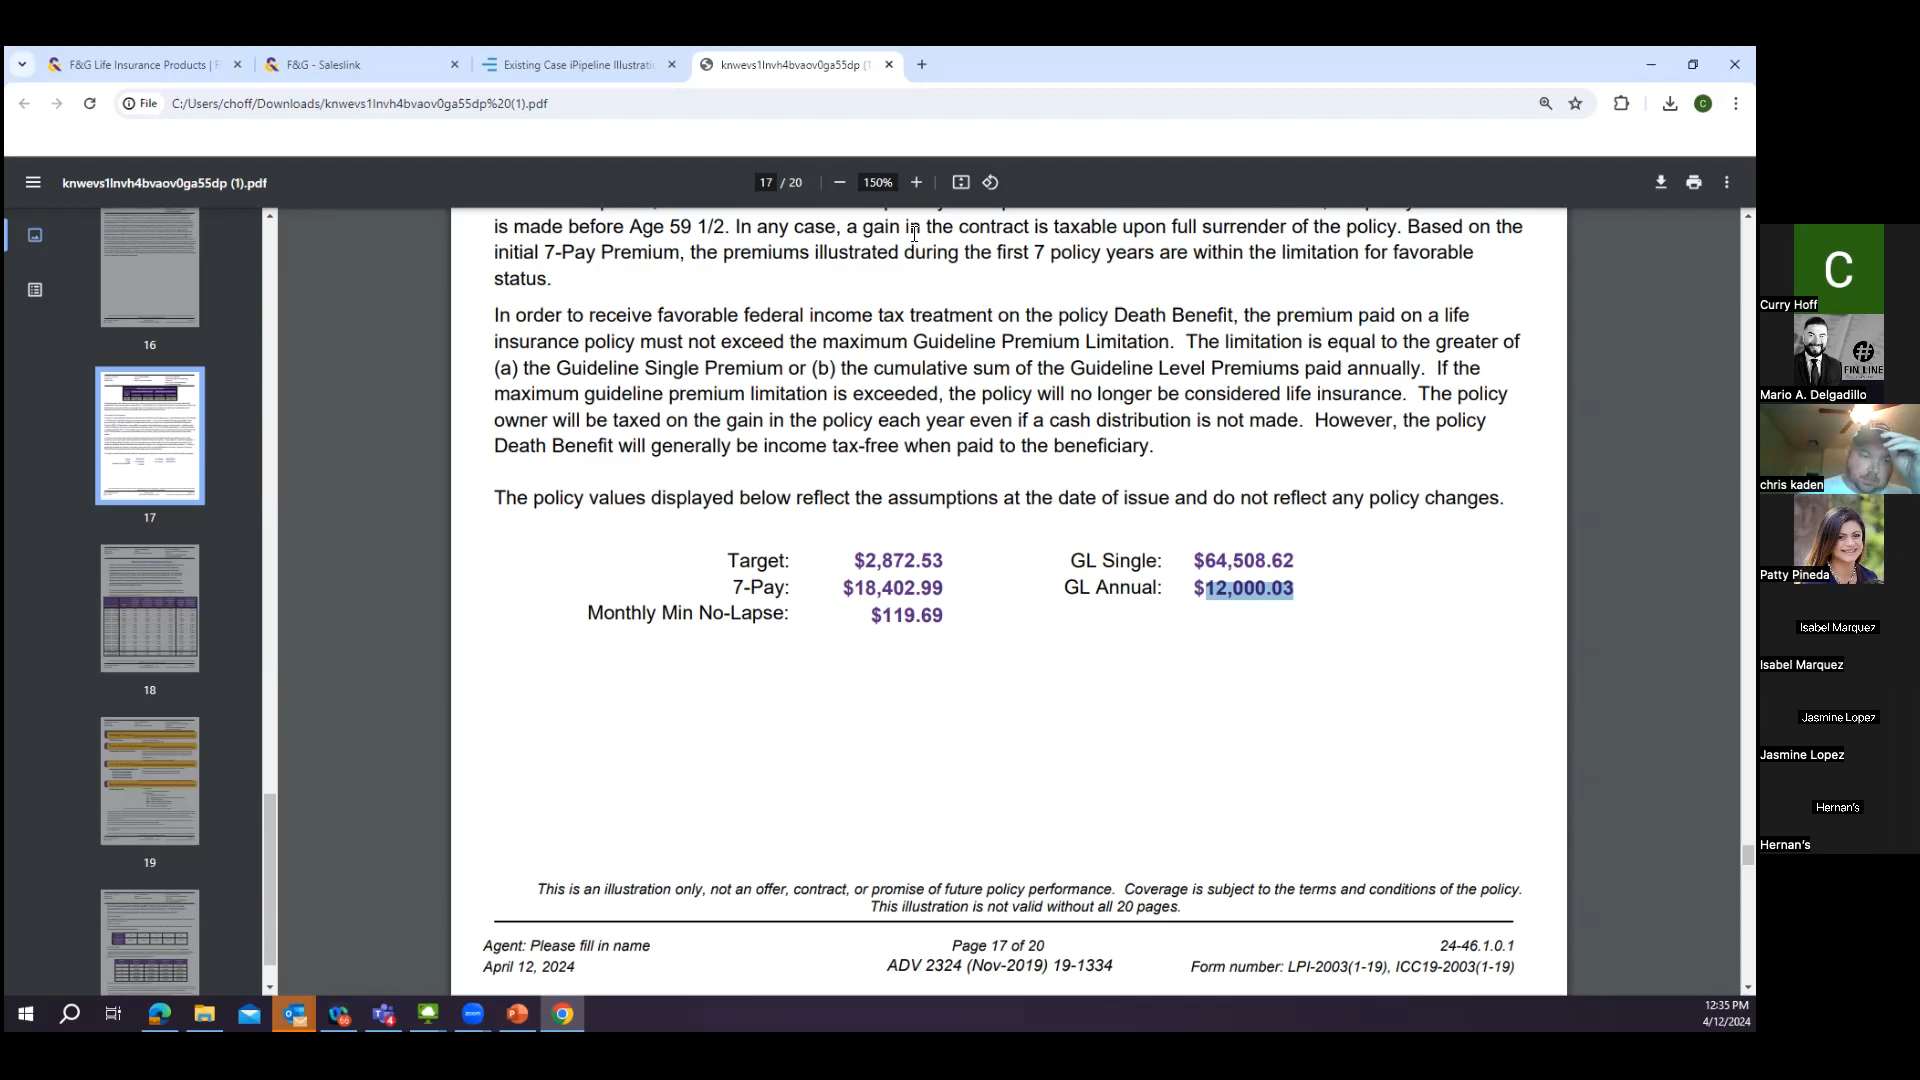 F&G Life Insurance Products | F
F&G - Saleslink
Existing Case iPipeline Illustratio
knwevs1lnvh4bvaov0ga55dp (1
File
C:/Users/choff/Downloads/knwevs1lnvh4bvaov0ga55dp%20(1).pdf
C
knwevs1lnvh4bvaov0ga55dp (1).pdf
17 / 20
150%
16
17
18
19
is made before Age 59 1/2. In any case, a gain in the contract is taxable upon full surrender of the policy. Based on the
initial 7-Pay Premium, the premiums illustrated during the first 7 policy years are within the limitation for favorable
status.
In order to receive favorable federal income tax treatment on the policy Death Benefit, the premium paid on a life
insurance policy must not exceed the maximum Guideline Premium Limitation. The limitation is equal to the greater of
(a) the Guideline Single Premium or (b) the cumulative sum of the Guideline Level Premiums paid annually. If the
maximum guideline premium limitation is exceeded, the policy will no longer be considered life insurance. The policy
owner will be taxed on the gain in the policy each year even if a cash distribution is not made. However, the policy
Death Benefit will generally be income tax-free when paid to the beneficiary.
The policy values displayed below reflect the assumptions at the date of issue and do not reflect any policy changes.
Target: $2,872.53 GL Single: $64,508.62
7-Pay: $18,402.99 GL Annual: $12,000.03
Monthly Min No-Lapse: $119.69
This is an illustration only, not an offer, contract, or promise of future policy performance. Coverage is subject to the terms and conditions of the policy.
This illustration is not valid without all 20 pages.
Agent: Please fill in name Page 17 of 20 24-46.1.0.1
April 12, 2024 ADV 2324 (Nov-2019) 19-1334 Form number: LPI-2003(1-19), ICC19-2003(1-19)
12:35 PM
4/12/2024
C
Curry Hoff
FIN LINE
Mario A. Delgadillo
chris kaden
Patty Pineda
Isabel Marquez
Isabel Marquez
Jasmine Lopez
Jasmine Lopez
Hernan's
Hernan's